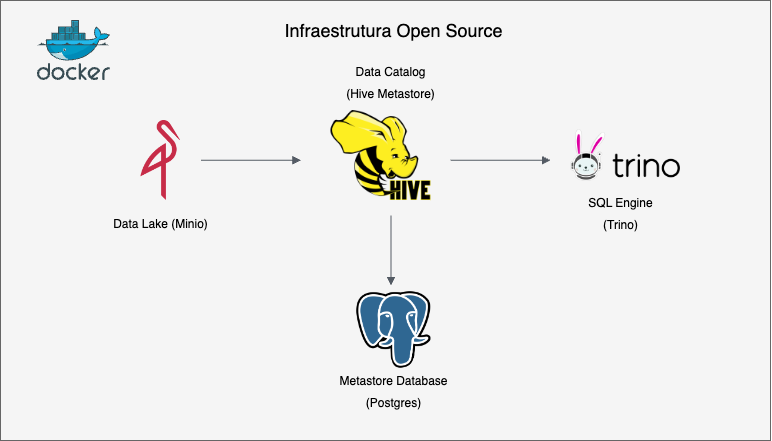 Infraestrutura Open Source
docker
Data Catalog
(Hive Metastore)
HIVE
trino
Data Lake (Minio)
SQL Engine
(Trino)
Metastore Database
(Postgres)